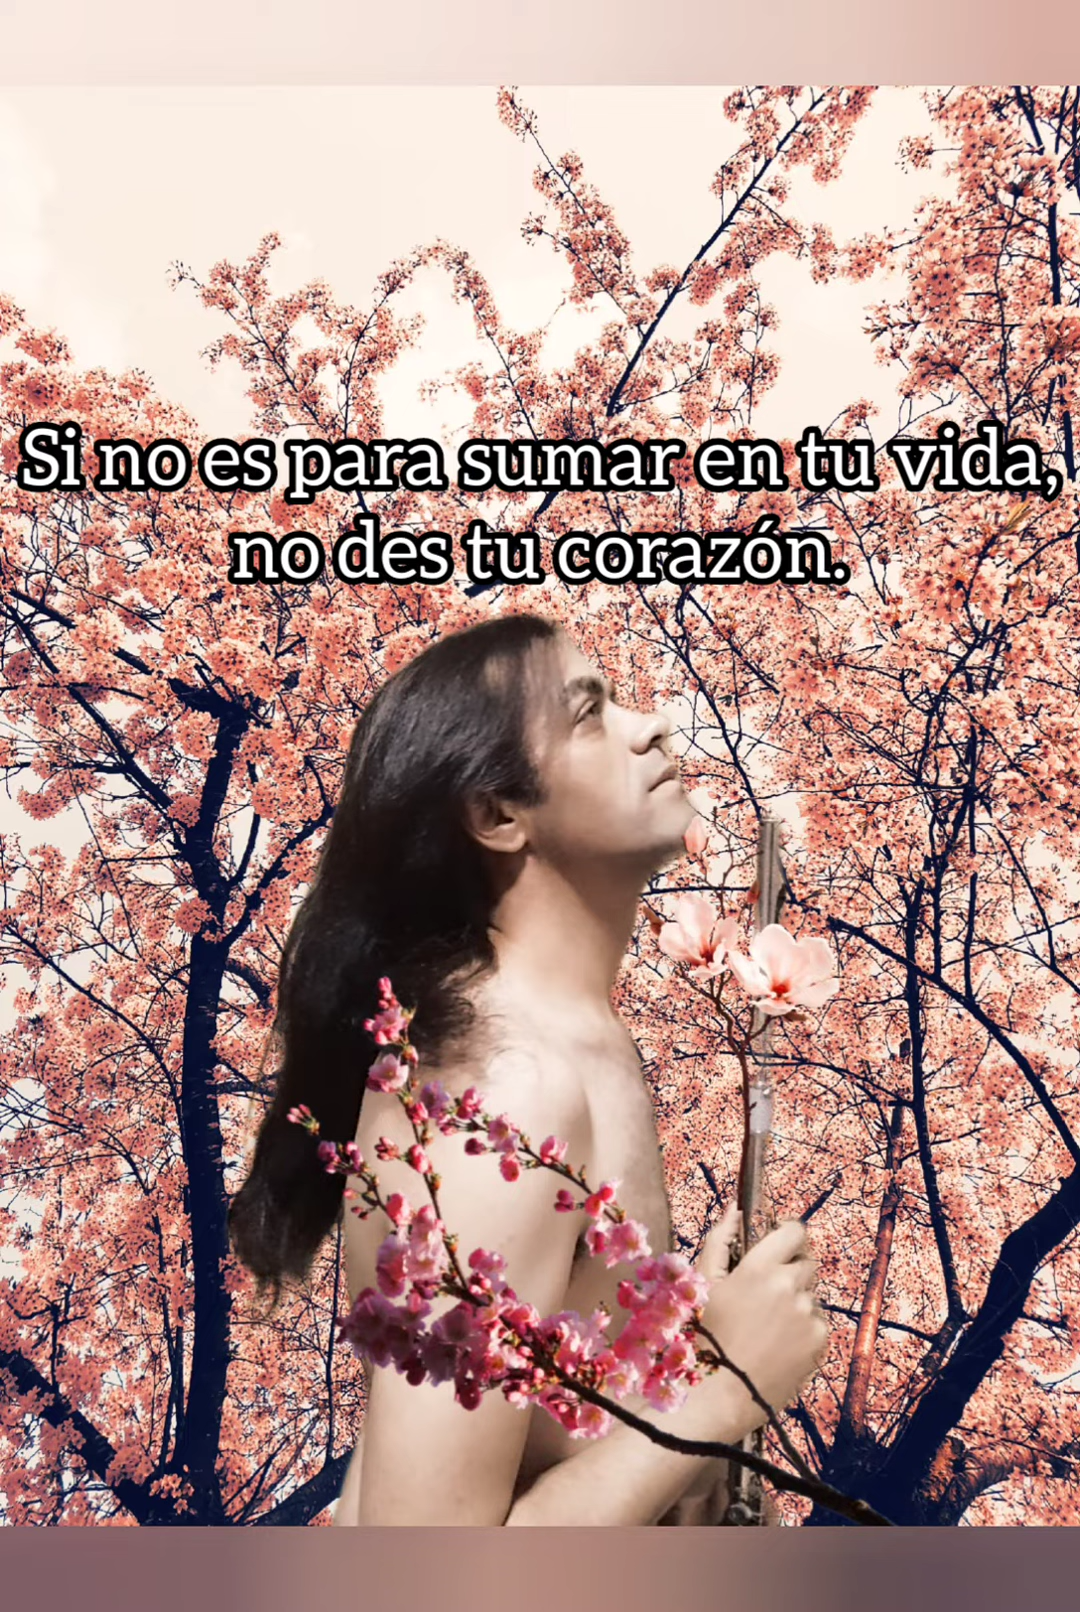 Si no es para sumar en tu vida,
no des tu corazón.